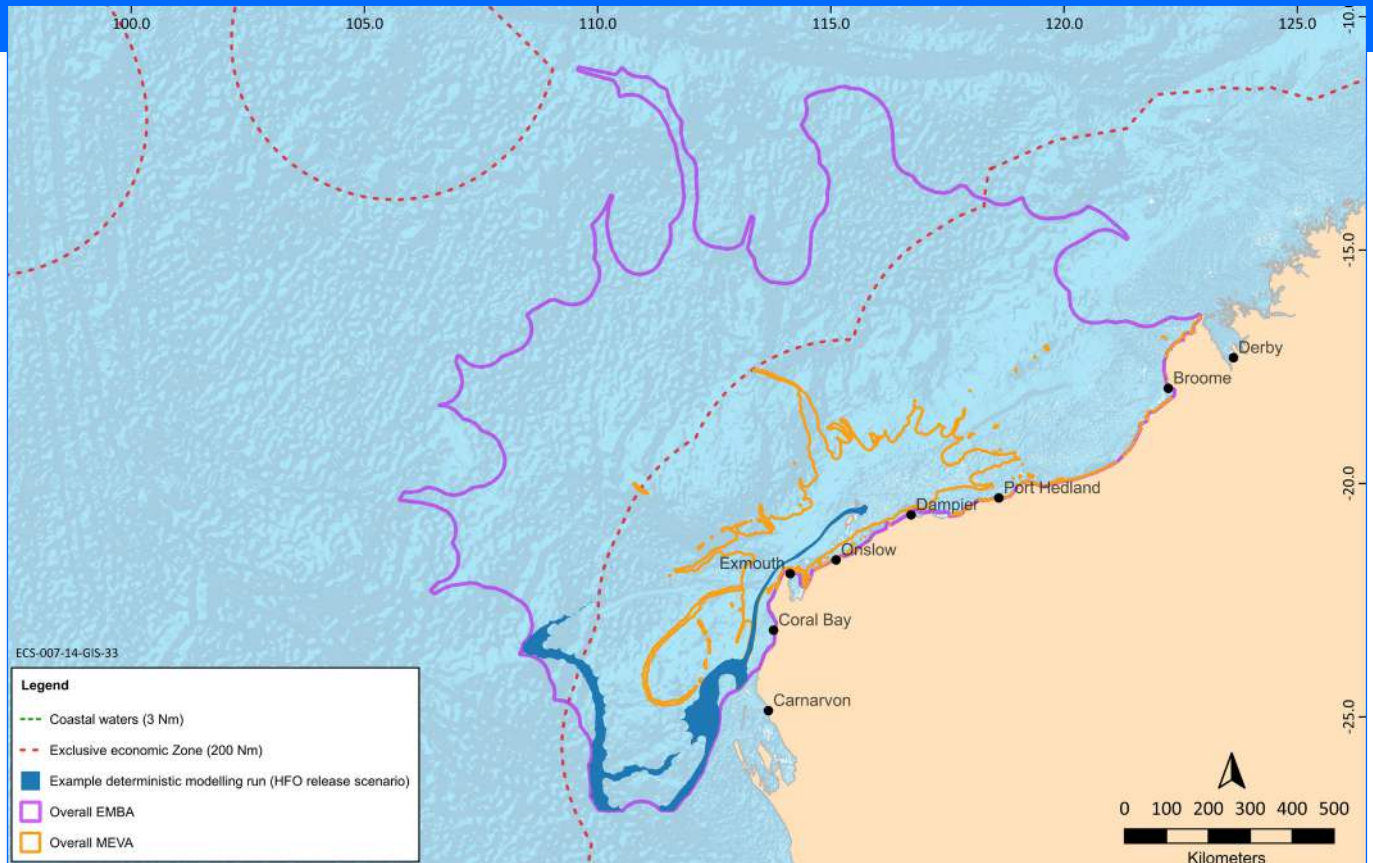 100.0
105.0
110.0
115.0
120.0
125.0
-10.0
-15.0
Derby
Broome
-20.0
Port Hedland
Dampier
Onslow
Exmouth
Coral Bay
ECS-007-14-GIS-33
Carnarvon
-25.0
Legend
Coastal waters (3 Nm)
Exclusive economic Zone (200 Nm)
Example deterministic modelling run (HFO release scenario)
Overall EMBA
Overall MEVA
0 100 200 300 400 500
Kilometers